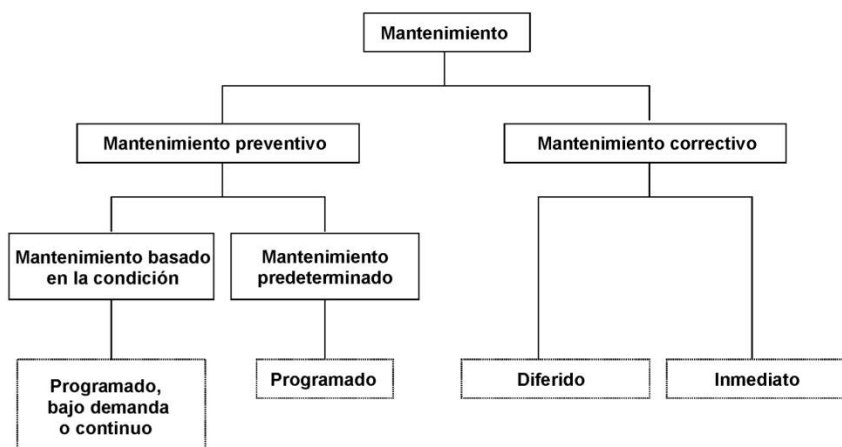 Mantenimiento
Mantenimiento preventivo
Mantenimiento correctivo
Mantenimiento basado
en la condición
Mantenimiento
predeterminado
Programado,
bajo demanda
o continuo
Programado
Diferido
Inmediato